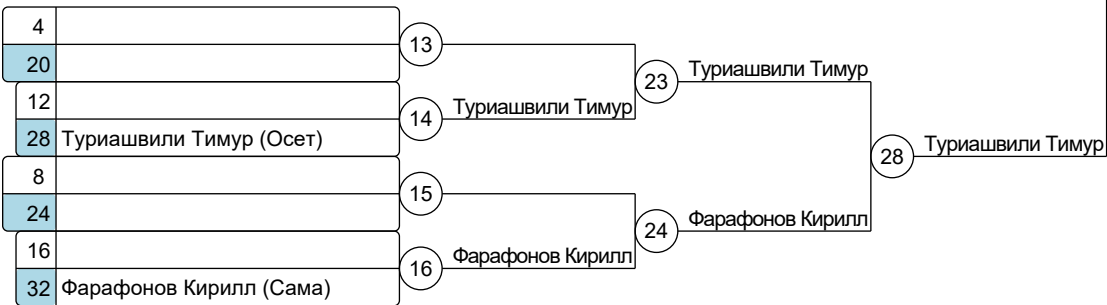 4
13
20
23 Туриашвили Тимур
12
14 Туриашвили Тимур
28 Туриашвили Тимур (Осет)
28 Туриашвили Тимур
8
15
24
24 Фарафонов Кирилл
16
16 Фарафонов Кирилл
32 Фарафонов Кирилл (Сама)